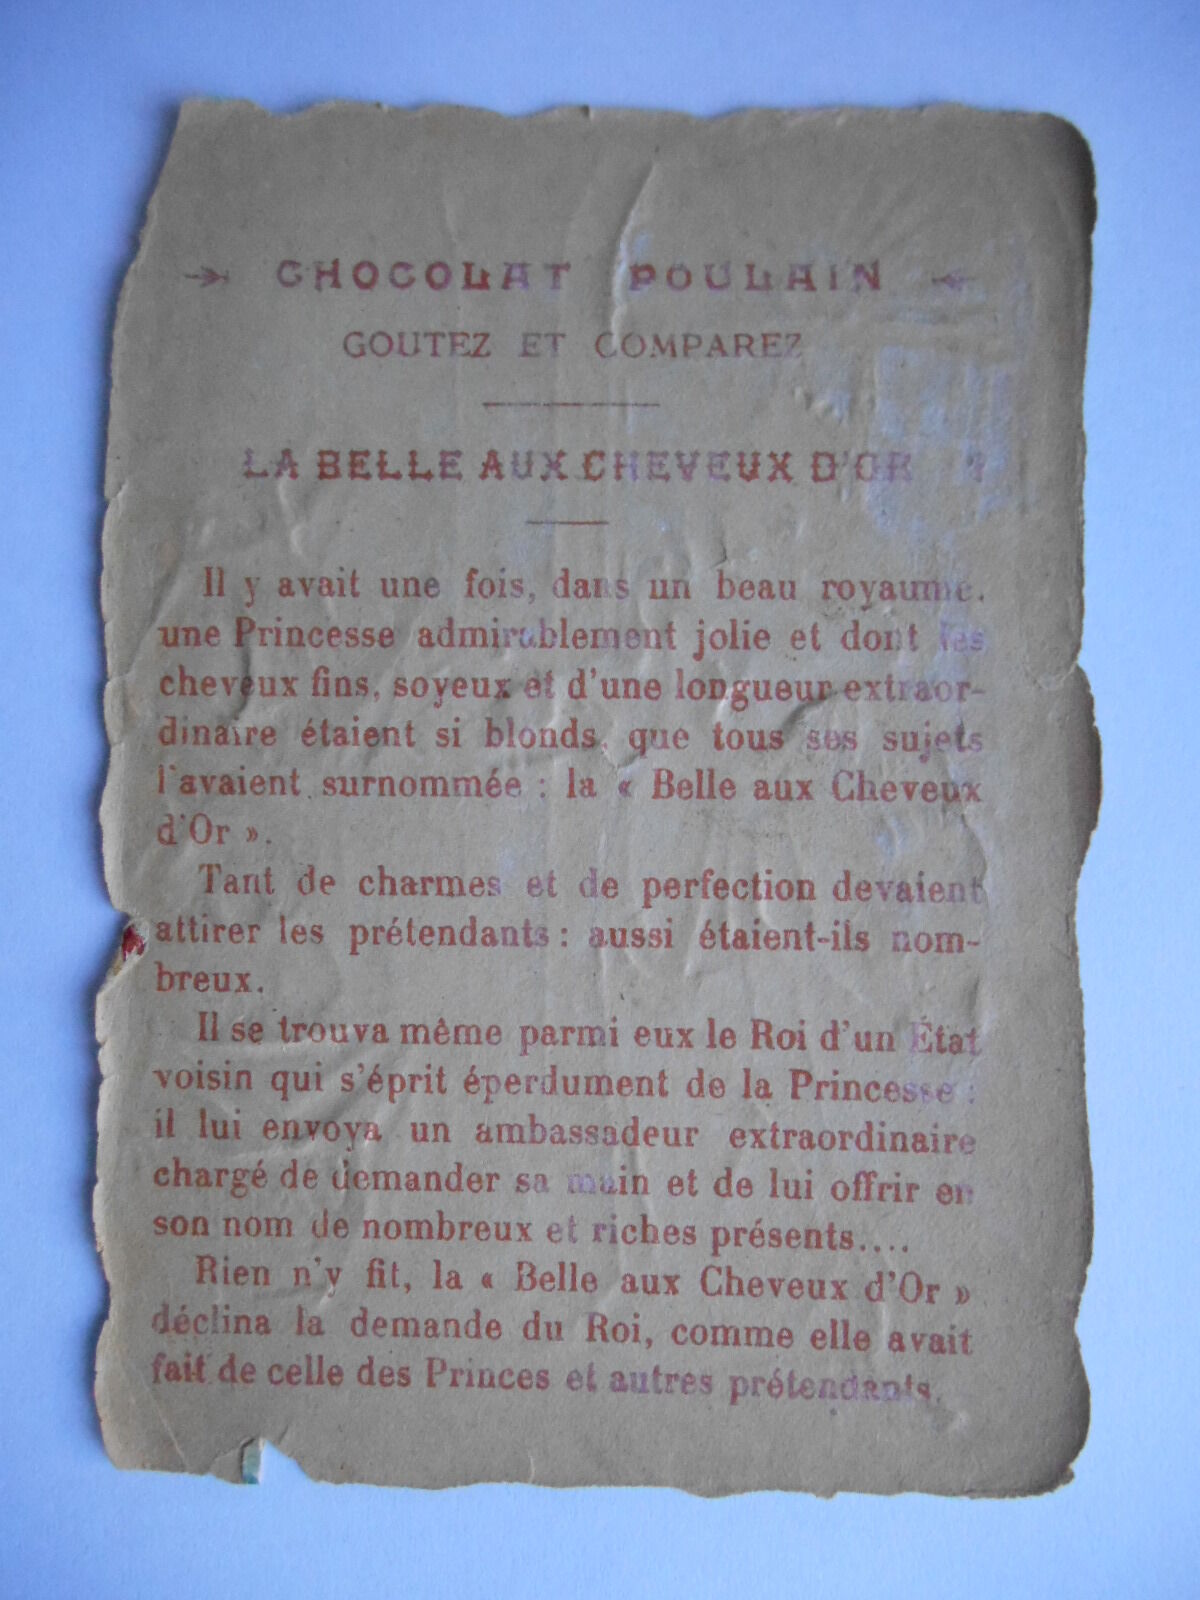 CHOCOLAT POULAIN
GOUTEZ ET COMPAREZ
LA BELLE AUX CHEVEUX D'OR
Il y avait une fois, dans un beau royaume,
une Princesse admirablement jolie et dont les
cheveux fins, soyeux et d'une longueur extraor-
dinaire étaient si blonds, que tous ses sujets
l'avaient surnommée : la « Belle aux Cheveux
d'Or ».
Tant de charmes et de perfection devaient
attirer les prétendants : aussi étaient-ils nom-
breux.
Il se trouva même parmi eux le Roi d'un État
voisin qui s'éprit éperdument de la Princesse :
il lui envoya un ambassadeur extraordinaire
chargé de demander sa main et de lui offrir en
son nom de nombreux et riches présents....
Rien n'y fit, la « Belle aux Cheveux d'Or »
déclina la demande du Roi, comme elle avait
fait de celle des Princes et autres prétendants.